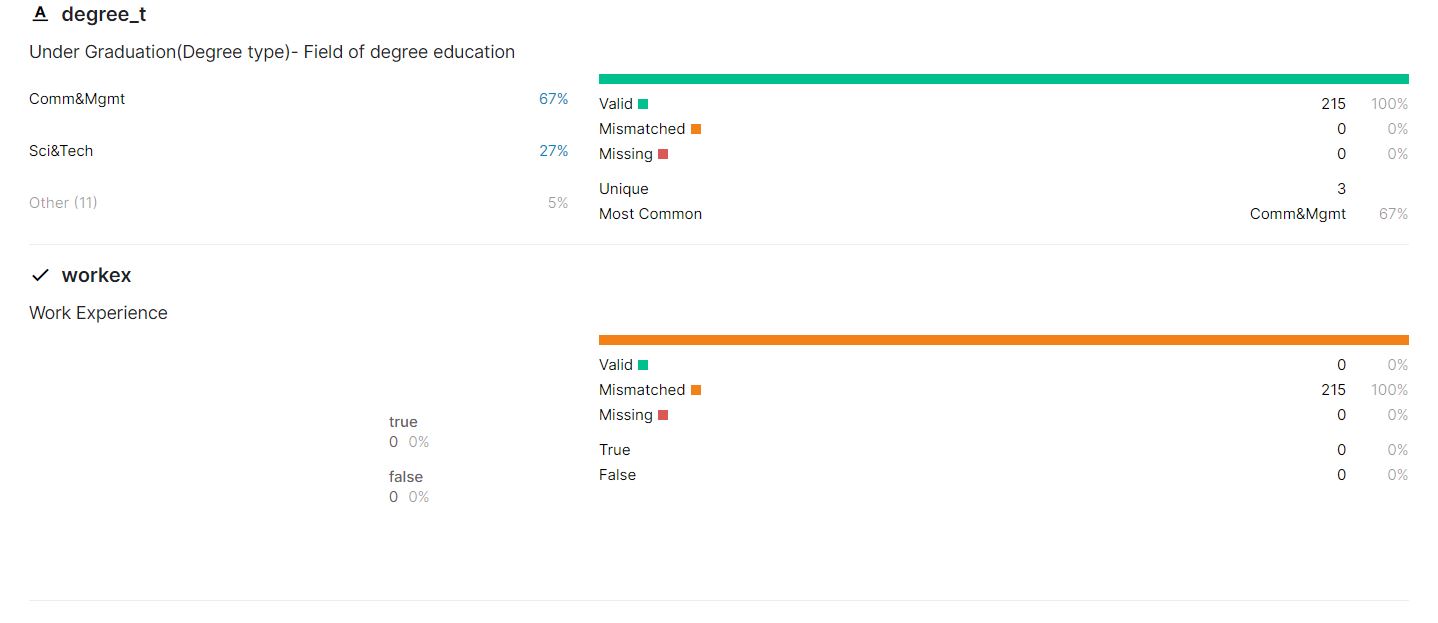 A degree_t
Under Graduation(Degree type)- Field of degree education
Comm&Mgmt 67%
Sci&Tech 27%
Other (11) 5%
Valid 215 100%
Mismatched 0 0%
Missing 0 0%
Unique 3
Most Common Comm&Mgmt 67%
workex
Work Experience
true
0 0%
false
0 0%
Valid 0 0%
Mismatched 215 100%
Missing 0 0%
True 0 0%
False 0 0%